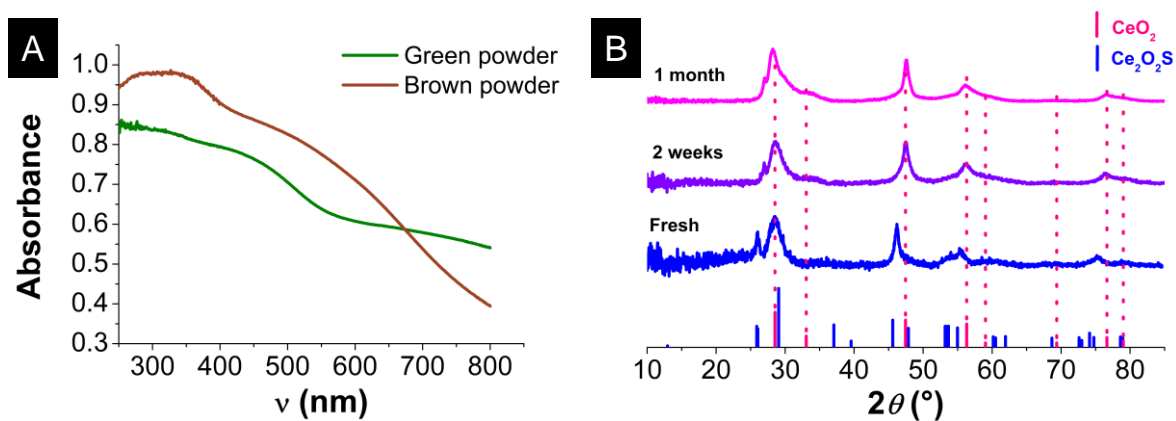 A
Absorbance
1.0
0.9
0.8
0.7
0.6
0.5
0.4
0.3
Green powder
Brown powder
300 400 500 600 700 800
ν (nm)
B
CeO2
Ce2O2S
1 month
2 weeks
Fresh
10 20 30 40 50 60 70 80
2θ (°)